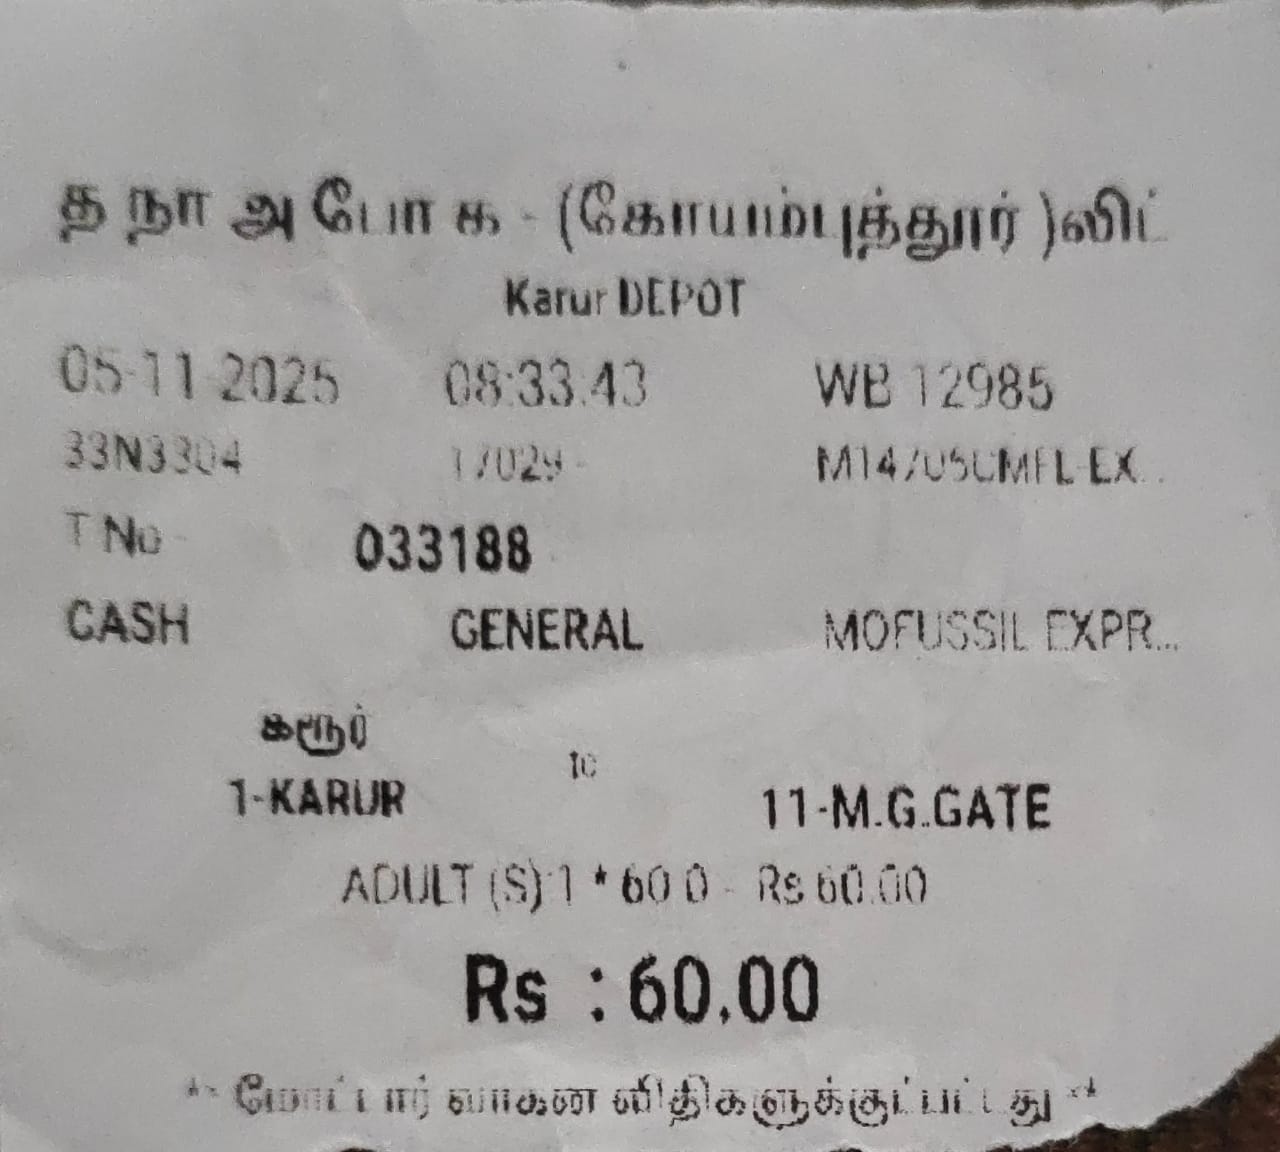 த நா அ போ க - (கோயம்புத்தூர் )லிட்
Karur DEPOT
05-11-2025 08:33:43 WB 12985
33N3304 17029
T No 033188
CASH GENERAL MOFUSSIL EXPR...
கரூர்
to
1-KARUR 11-M.G.GATE
ADULT (S) 1 * 60.0 - Rs 60.00
Rs : 60.00
** மோட்டார் வாகன விதிகளுக்குட்பட்டது **